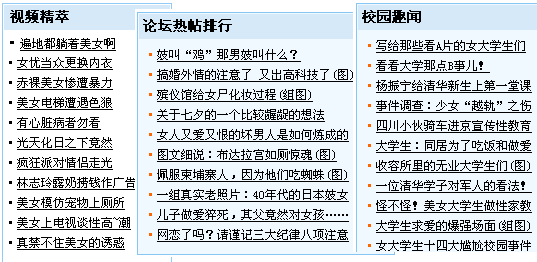 视频精萃
遍地都躺着美女啊
女优当众更换内衣
赤裸美女惨遭暴力
美女电梯遭遇色狼
有心脏病者勿看
光天化日之下竟然
疯狂派对情侣走光
林志玲露奶捞钱作广告
美女模仿宠物上厕所
美女上电视谈性高~潮
真禁不住美女的诱惑
论坛热帖排行
妓叫“鸡”那男妓叫什么？
搞婚外情的注意了 又出高科技了(图)
殡仪馆给女尸化妆过程(组图)
关于七夕的一个比较龌龊的想法
女人又爱又恨的坏男人是如何炼成的
图文细说：布达拉宫如厕惊魂(图)
佩服柬埔寨人，因为他们吃蜘蛛(图)
一组真实老照片：40年代的日本妓女
儿子做爱猝死，其父竟然对女孩……
网恋了吗？请谨记三大纪律八项注意
校园趣闻
写给那些看A片的女大学生们
看看大学那点B事儿！
杨振宁给清华新生上第一堂课
事件调查：少女“越轨”之伤
四川小伙骑车进京宣传性教育
大学生：同居为了吃饭和做爱
收容所里的无业大学生们(图)
一位清华学子对军人的看法！
怪不怪！美女大学生做性家教
大学生求爱的爆强场面(组图)
女大学生十四大尴尬校园事件